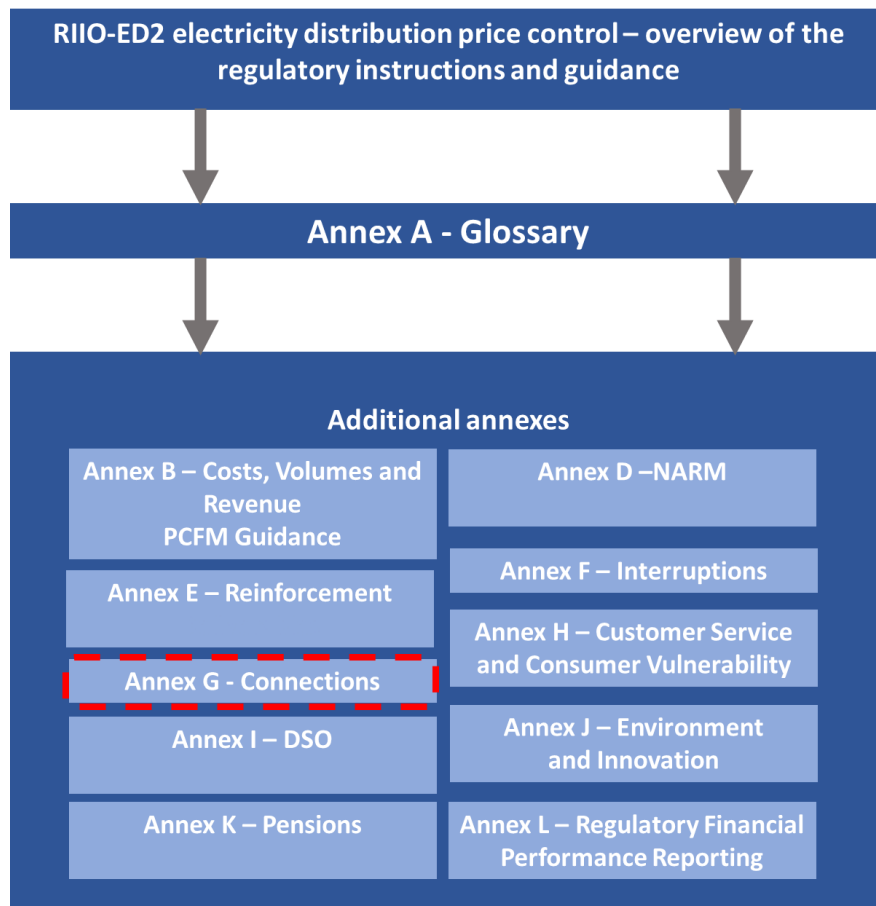 RIIO-ED2 electricity distribution price control – overview of the
regulatory instructions and guidance
Annex A - Glossary
Additional annexes
Annex B – Costs, Volumes and
Revenue
PCFM Guidance
Annex D –NARM
Annex E – Reinforcement
Annex F – Interruptions
Annex G - Connections
Annex H – Customer Service
and Consumer Vulnerability
Annex I – DSO
Annex J – Environment
and Innovation
Annex K – Pensions
Annex L – Regulatory Financial
Performance Reporting